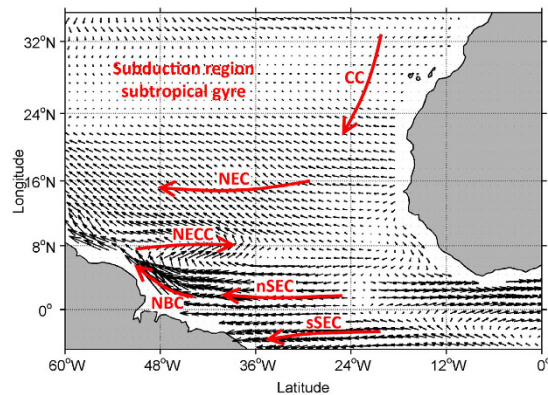 32°N
24°N
16°N
8°N
0°
Longitude
Subduction region
subtropical gyre
CC
NEC
NECC
NBC
nSEC
sSEC
60°W
48°W
36°W
24°W
12°W
0°
Latitude